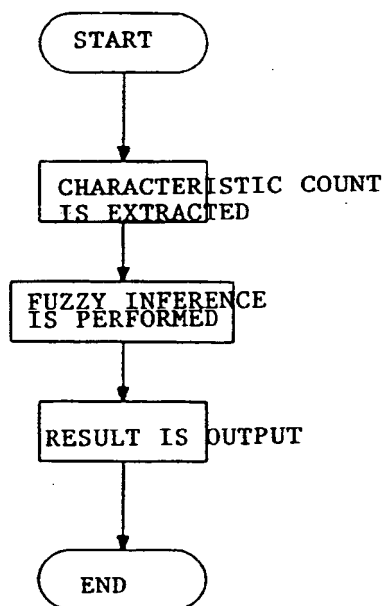 START
CHARACTERISTIC COUNT
IS EXTRACTED
FUZZY INFERENCE
IS PERFORMED
RESULT IS OUTPUT
END